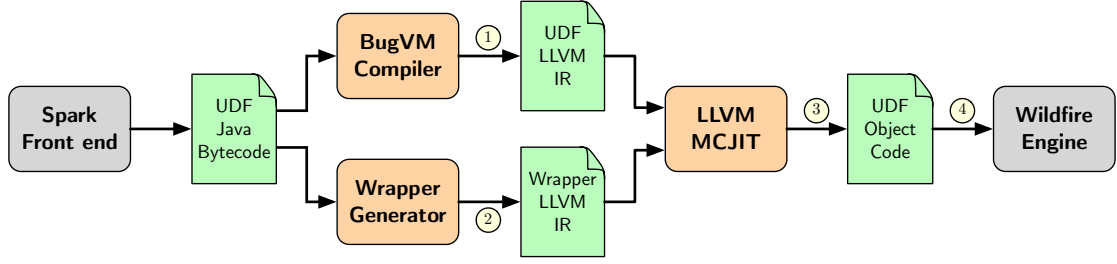 Spark
Front end
UDF
Java
Bytecode
BugVM
Compiler
1
UDF
LLVM
IR
Wrapper
Generator
2
Wrapper
LLVM
IR
LLVM
MCJIT
3
UDF
Object
Code
4
Wildfire
Engine